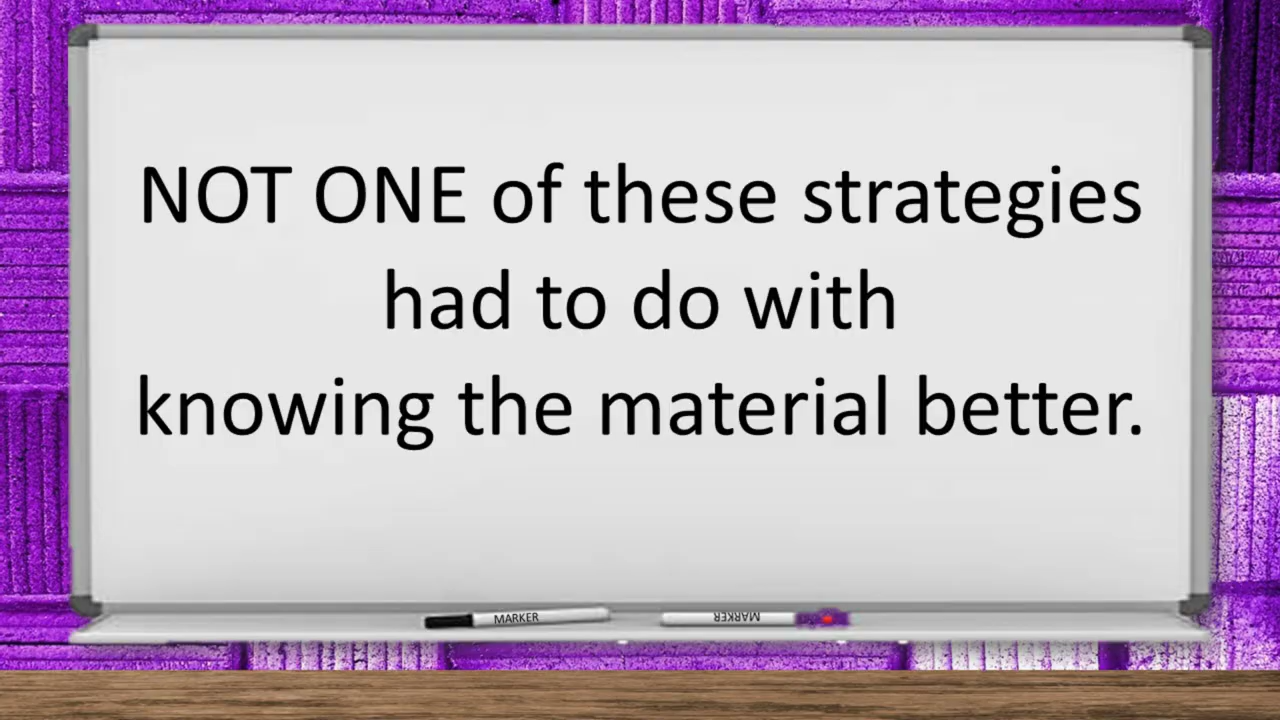 NOT ONE of these strategies
had to do with
knowing the material better.
MARKER
MARKER